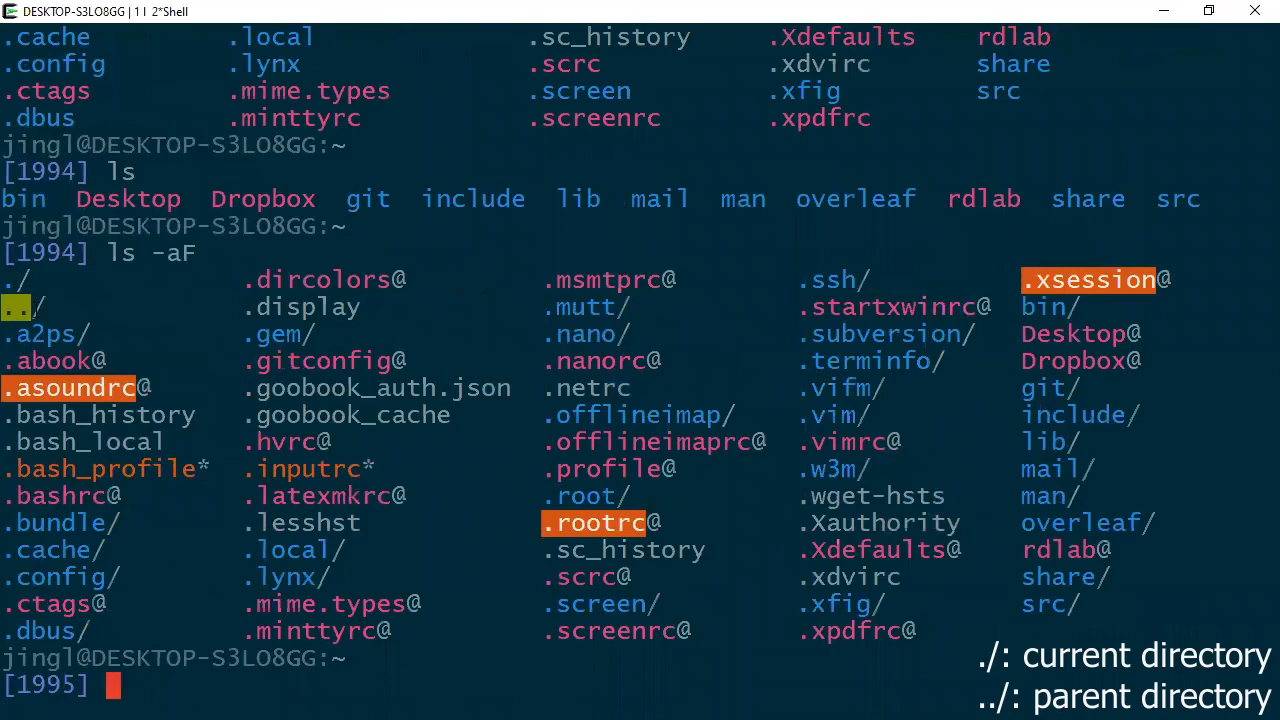 DESKTOP-S3LO8GG | 1 l 2*Shell
.cache .local .sc_history .Xdefaults rdlab
.config .lynx .scrc .xdvirc share
.ctags .mime.types .screen .xfig src
.dbus .minttyrc .screenrc .xpdfrc
jingl@DESKTOP-S3LO8GG:~
[1994] ls
bin Desktop Dropbox git include lib mail man overleaf rdlab share src
jingl@DESKTOP-S3LO8GG:~
[1994] ls -aF
./ .dircolors@ .msmtprc@ .ssh/ .xsession@
../ .display .mutt/ .startxwinrc@ bin/
.a2ps/ .gem/ .nano/ .subversion/ Desktop@
.abook@ .gitconfig@ .nanorc@ .terminfo/ Dropbox@
.asoundrc@ .goobook_auth.json .netrc .vifm/ git/
.bash_history .goobook_cache .offlineimap/ .vim/ include/
.bash_local .hvrc@ .offlineimaprc@ .vimrc@ lib/
.bash_profile* .inputrc* .profile@ .w3m/ mail/
.bashrc@ .latexmkrc@ .root/ .wget-hsts man/
.bundle/ .lesshst .rootrc@ .Xauthority overleaf/
.cache/ .local/ .sc_history .Xdefaults@ rdlab@
.config/ .lynx/ .scrc@ .xdvirc share/
.ctags@ .mime.types@ .screen/ .xfig/ src/
.dbus/ .minttyrc@ .screenrc@ .xpdfrc@
jingl@DESKTOP-S3LO8GG:~
[1995]
./: current directory
../: parent directory